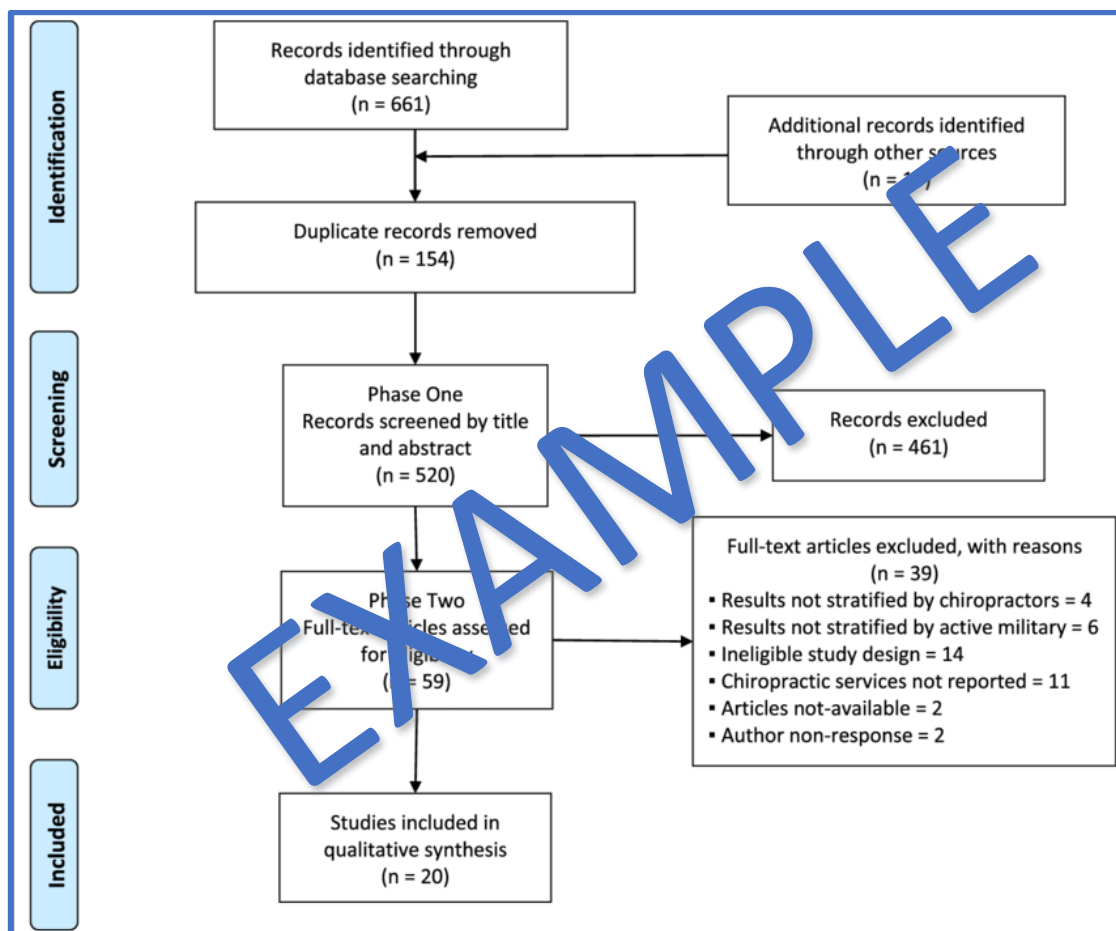 Identification
Records identified through
database searching
(n = 661)
Additional records identified
through other sources
(n =
Duplicate records removed
(n = 154)
Screening
Phase One
Records screened by title
and abstract
(n = 520)
Records excluded
(n = 461)
Eligibility
Phase Two
Full-text articles assessed
for eligibility
59)
Full-text articles excluded, with reasons
(n = 39)
▪ Results not stratified by chiropractors = 4
▪ Results not stratified by active military = 6
▪ Ineligible study design = 14
▪ Chiropractic services not reported = 11
▪ Articles not-available = 2
▪ Author non-response = 2
Included
Studies included in
qualitative synthesis
(n = 20)
EXAMPLE